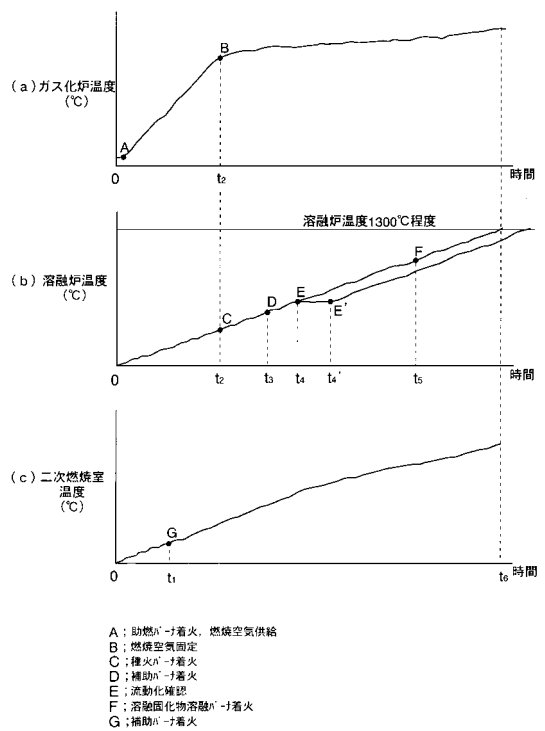 (a)ガス化炉温度
(℃)
A
B
0
t₂
時間
溶融炉温度1300℃程度
(b)溶融炉温度
(℃)
C
D
E
E'
F
0
t₂
t₃
t₄
t₄'
t₅
時間
(c)二次燃焼室
温度
(℃)
G
0
t₁
t₆
時間
A;助燃バーナ着火,燃焼空気供給
B;燃焼空気固定
C;種火バーナ着火
D;補助バーナ着火
E;流動化確認
F;溶融固化物溶融バーナ着火
G;補助バーナ着火